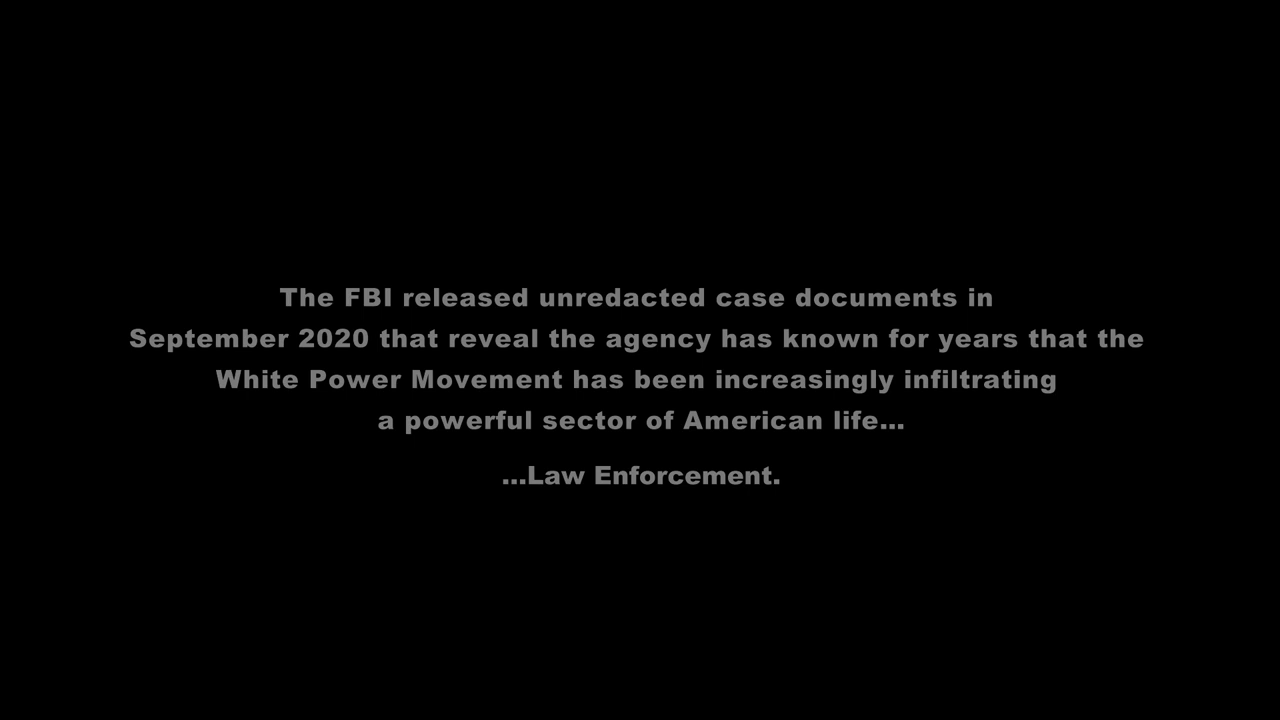 The FBI released unredacted case documents in
September 2020 that reveal the agency has known for years that the
White Power Movement has been increasingly infiltrating
a powerful sector of American life...
...Law Enforcement.